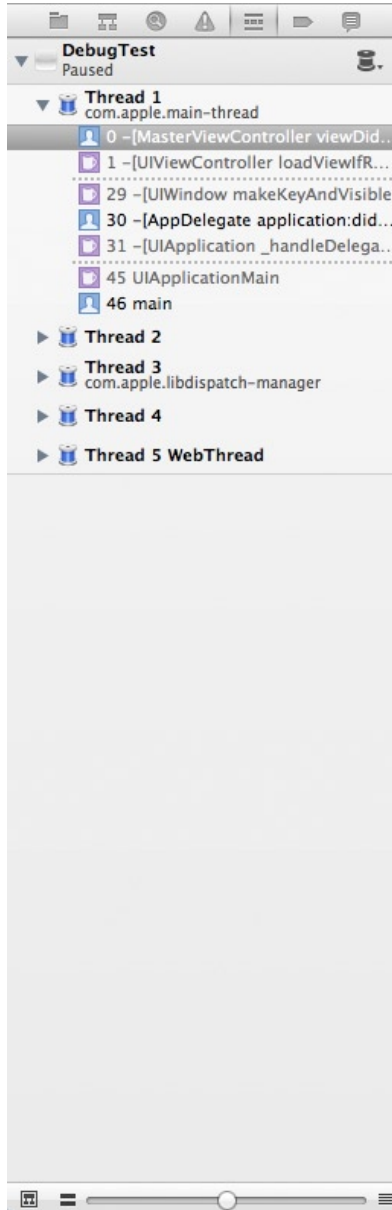 DebugTest
Paused
Thread 1
com.apple.main-thread
0 -[MasterViewController viewDid...
1 -[UIViewController loadViewIfR...
29 -[UIWindow makeKeyAndVisible
30 -[AppDelegate application:did...
31 -[UIApplication _handleDelega...
45 UIApplicationMain
46 main
Thread 2
Thread 3
com.apple.libdispatch-manager
Thread 4
Thread 5 WebThread